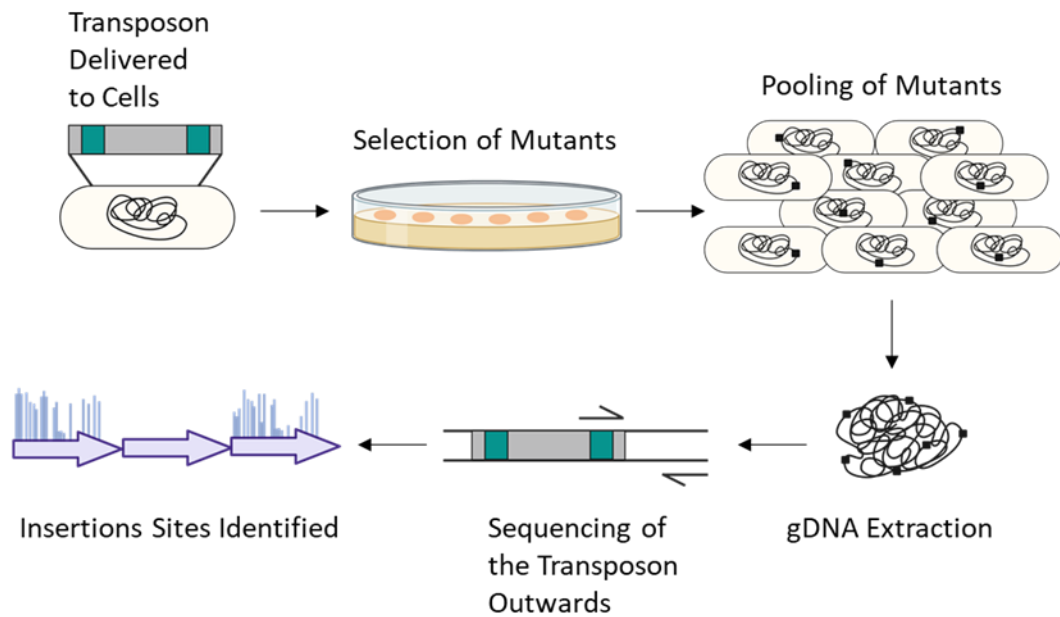 Transposon
Delivered
to Cells
Selection of Mutants
Pooling of Mutants
Insertions Sites Identified
Sequencing of
the Transposon
Outwards
gDNA Extraction